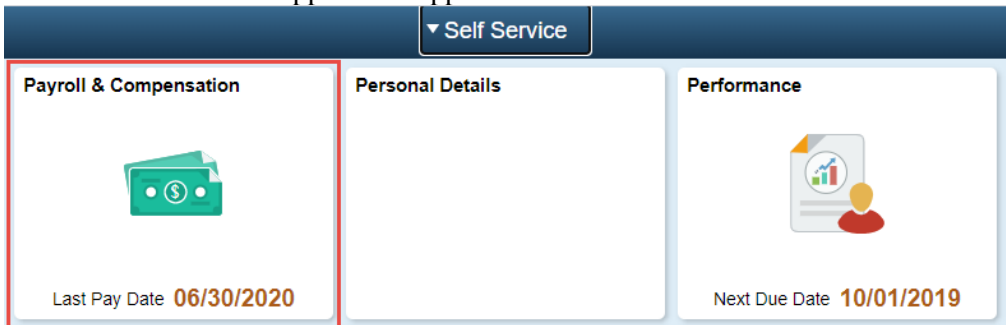 Self Service
Payroll & Compensation
Personal Details
Performance
Last Pay Date 06/30/2020
Next Due Date 10/01/2019